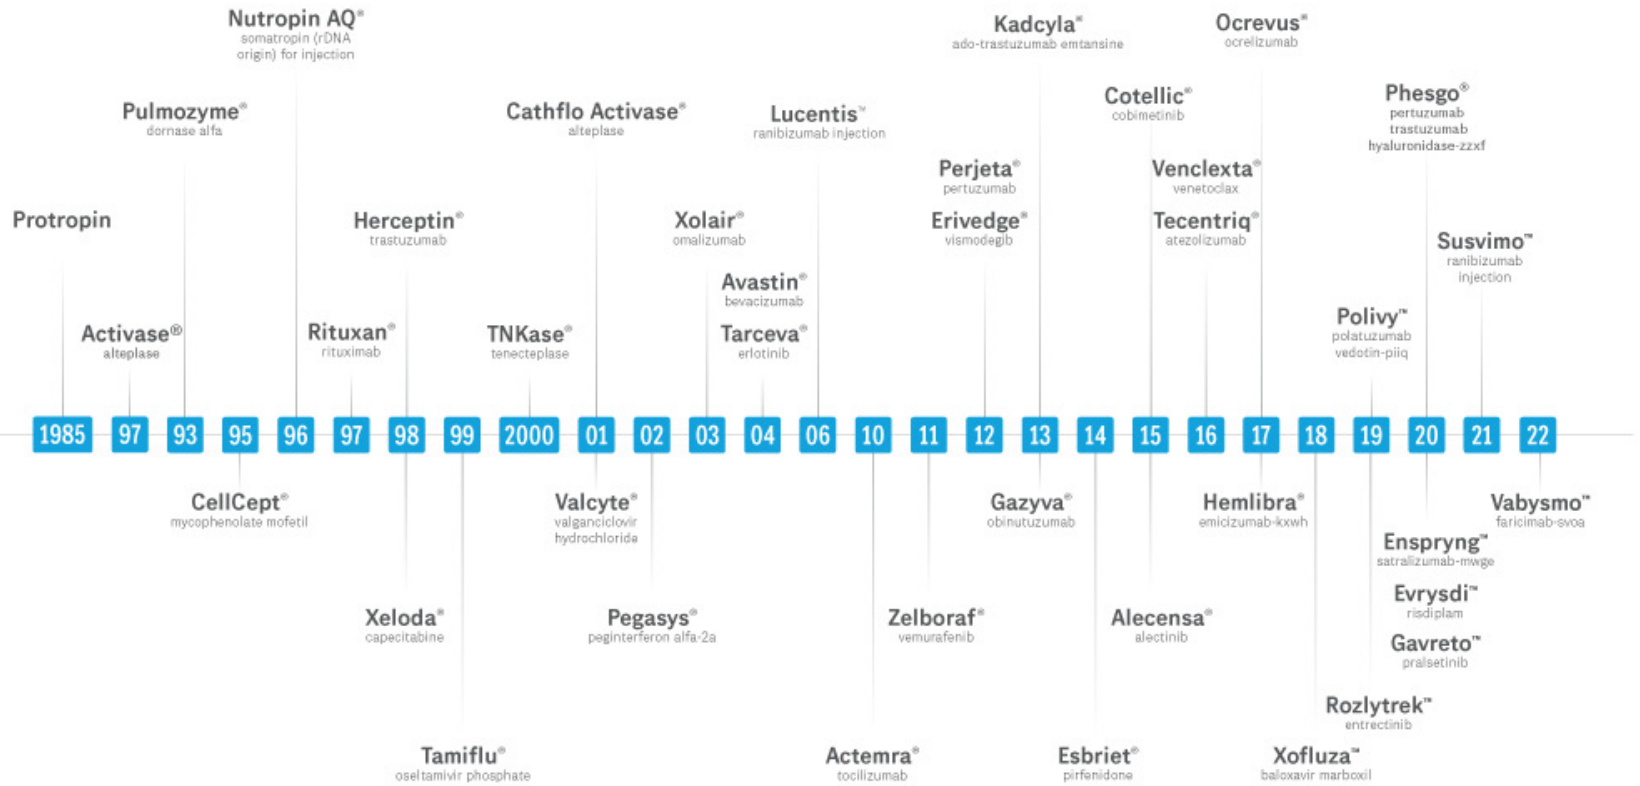 Nutropin AQ®
somatropin (rDNA
origin) for injection
Kadcyla®
ado-trastuzumab emtansine
Ocrevus®
ocrelizumab
Pulmozyme®
dornase alfa
Cathflo Activase®
alteplase
Lucentis™
ranibizumab injection
Cotellic®
cobimetinib
Phesgo®
pertuzumab
trastuzumab
hyaluronidase-zzxf
Perjeta®
pertuzumab
Venclexta®
venetoclax
Protropin
Herceptin®
trastuzumab
Xolair®
omalizumab
Erivedge®
vismodegib
Tecentriq®
atezolizumab
Susvimo™
ranibizumab
injection
Avastin®
bevacizumab
Activase®
alteplase
Rituxan®
rituximab
TNKase®
tenecteplase
Tarceva®
erlotinib
Polivy™
polatuzumab
vedotin-piiq
1985 97 93 95 96 97 98 99 2000 01 02 03 04 06 10 11 12 13 14 15 16 17 18 19 20 21 22
CellCept®
mycophenolate mofetil
Valcyte®
valganciclovir
hydrochloride
Gazyva®
obinutuzumab
Hemlibra®
emicizumab-kxwh
Vabysmo™
faricimab-svoa
Enspryng™
satralizumab-mwge
Evrysdi™
risdiplam
Xeloda®
capecitabine
Pegasys®
peginterferon alfa-2a
Zelboraf®
vemurafenib
Alecensa®
alectinib
Gavreto™
pralsetinib
Rozlytrek™
entrectinib
Tamiflu®
oseltamivir phosphate
Actemra®
tocilizumab
Esbriet®
pirfenidone
Xofluza™
baloxavir marboxil